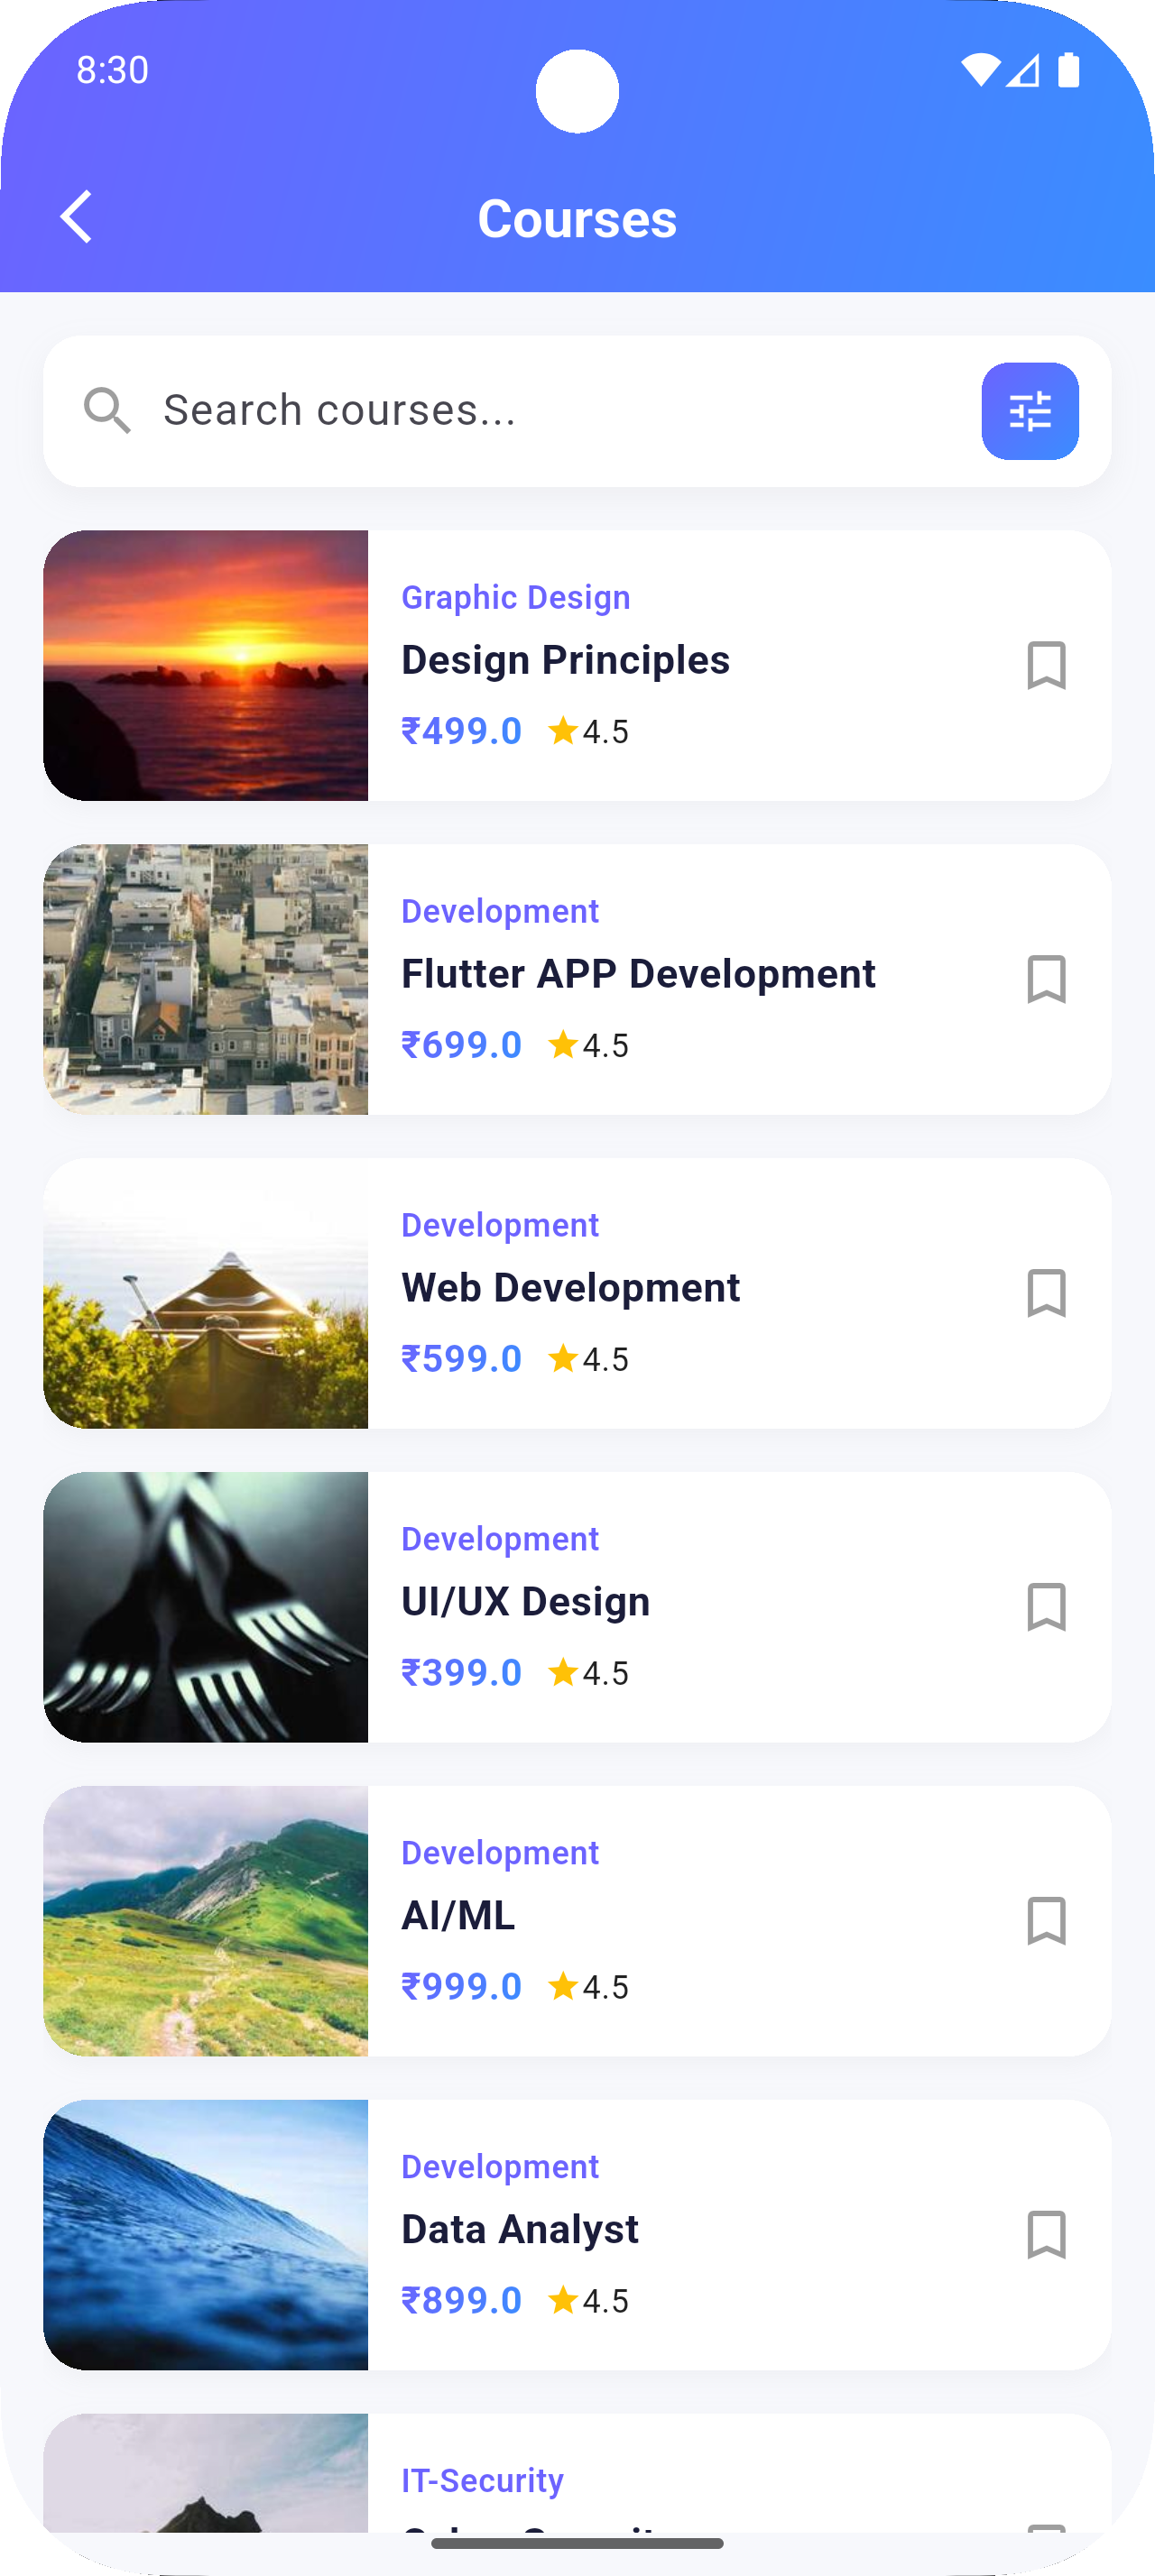 8:30
Courses
Search courses...
Graphic Design
Design Principles
₹499.0 4.5
Development
Flutter APP Development
₹699.0 4.5
Development
Web Development
₹599.0 4.5
Development
UI/UX Design
₹399.0 4.5
Development
AI/ML
₹999.0 4.5
Development
Data Analyst
₹899.0 4.5
IT-Security